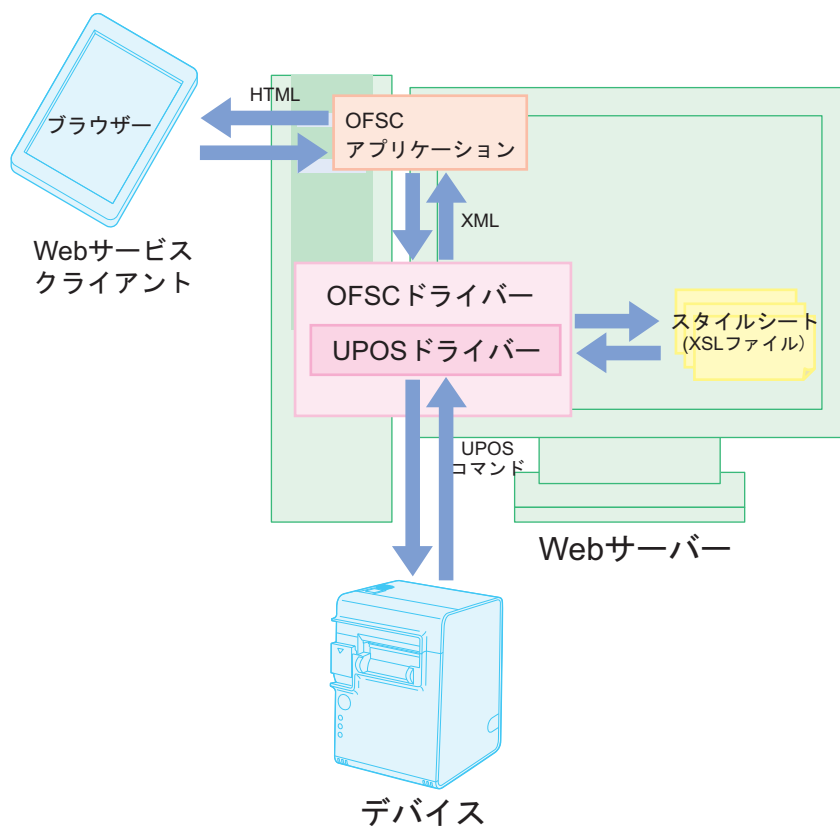 HTML
ブラウザー
OFSC
アプリケーション
XML
Webサービス
クライアント
OFSCドライバー
UPOSドライバー
スタイルシート
(XSLファイル)
UPOS
コマンド
Webサーバー
デバイス